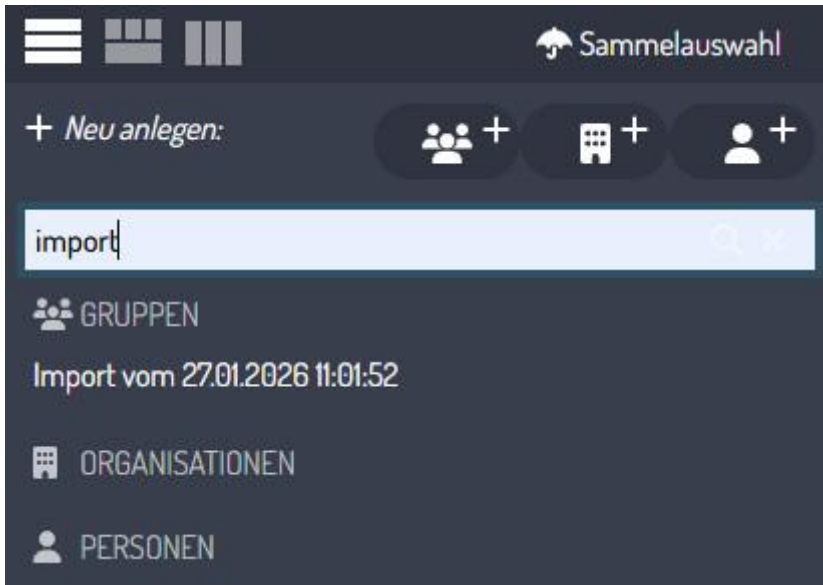 Sammelauswahl
+ Neu anlegen:
import
GRUPPEN
Import vom 27.01.2026 11:01:52
ORGANISATIONEN
PERSONEN